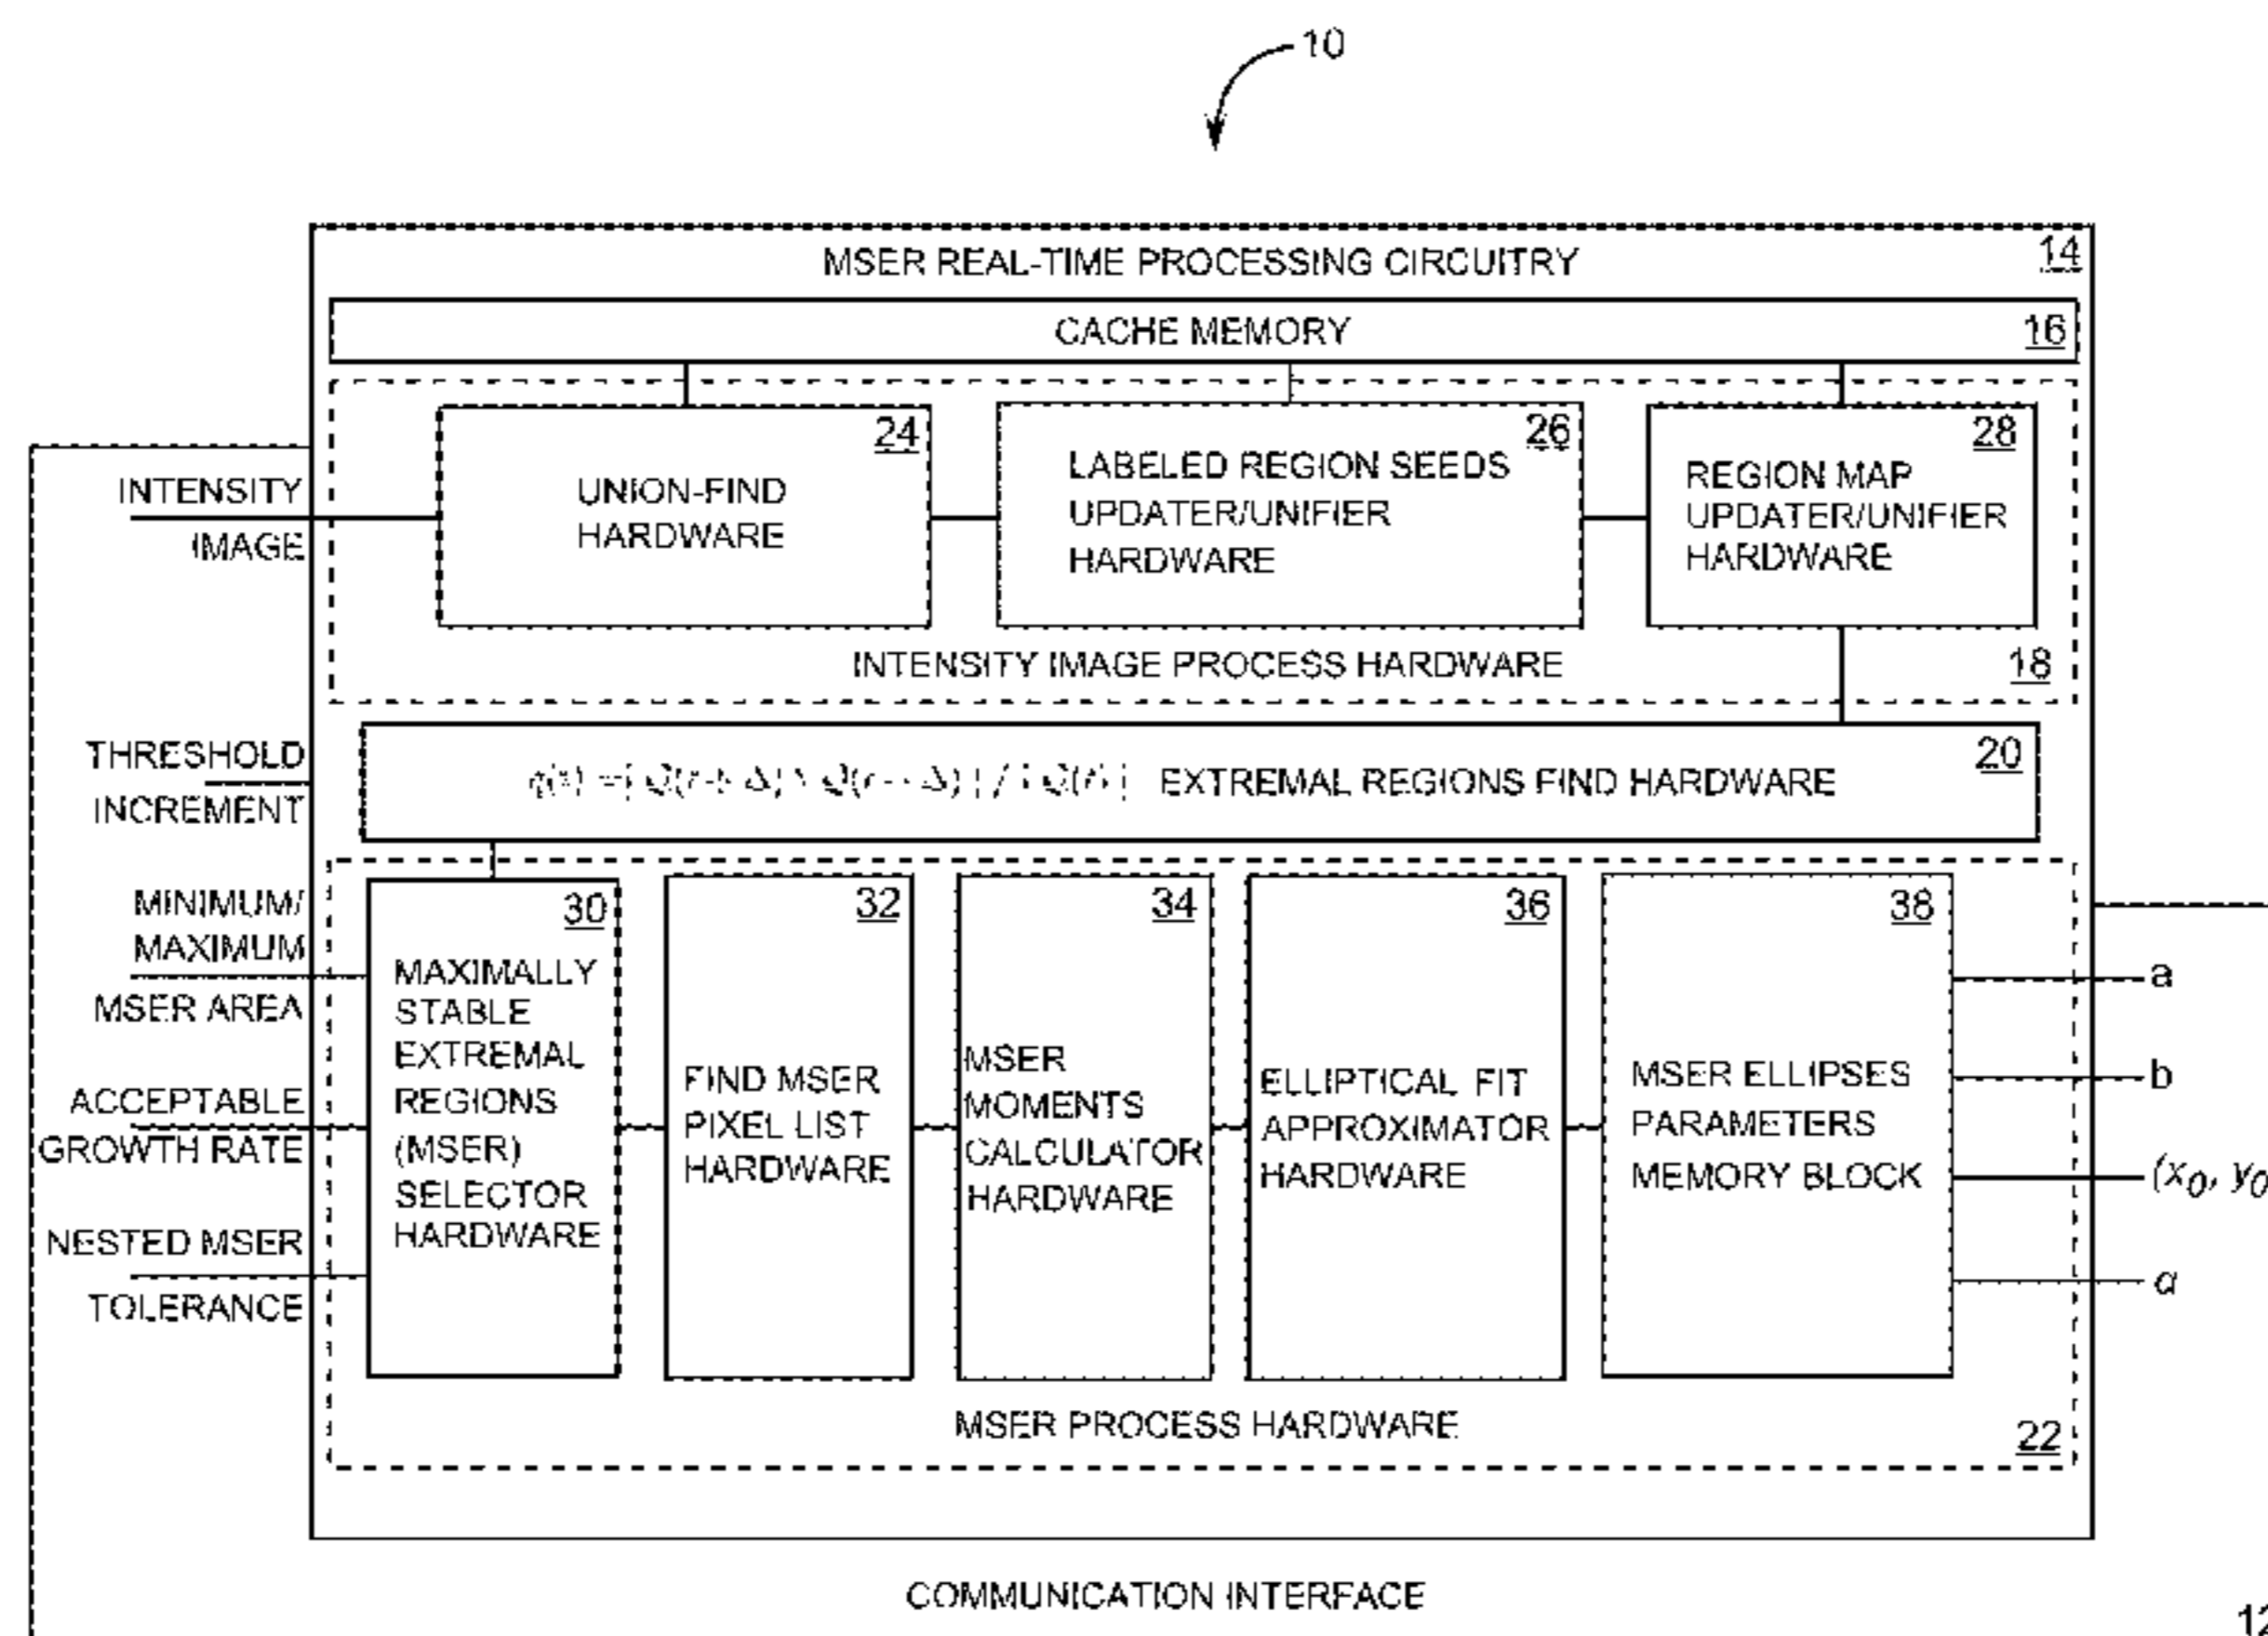 10
MSER REAL-TIME PROCESSING CIRCUITRY
14
CACHE MEMORY
16
INTENSITY
IMAGE
24
UNION-FIND
HARDWARE
26
LABELED REGION SEEDS
UPDATER/UNIFIER
HARDWARE
28
REGION MAP
UPDATER/UNIFIER
HARDWARE
INTENSITY IMAGE PROCESS HARDWARE
18
THRESHOLD
INCREMENT
EXTREMAL REGIONS FIND HARDWARE
20
MINIMUM/
MAXIMUM
MSER AREA
ACCEPTABLE
GROWTH RATE
NESTED MSER
TOLERANCE
30
MAXIMALLY
STABLE
EXTREMAL
REGIONS
(MSER)
SELECTOR
HARDWARE
32
FIND MSER
PIXEL LIST
HARDWARE
34
MSER
MOMENTS
CALCULATOR
HARDWARE
36
ELLIPTICAL FIT
APPROXIMATOR
HARDWARE
38
MSER ELLIPSES
PARAMETERS
MEMORY BLOCK
a
b
(x0, y0
α
MSER PROCESS HARDWARE
22
COMMUNICATION INTERFACE
12